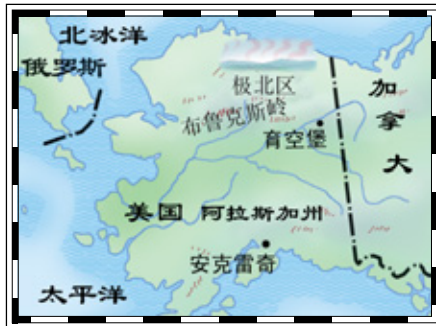 北冰洋
俄罗斯
极北区
布鲁克斯岭
加拿大
育空堡
美国 阿拉斯加州
安克雷奇
太平洋